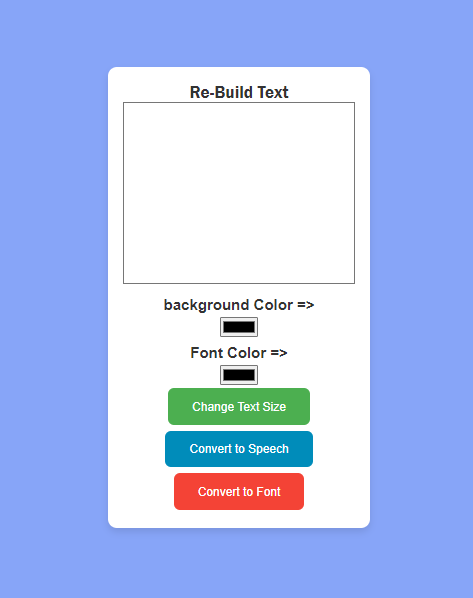 Re-Build Text
background Color =>
Font Color =>
Change Text Size
Convert to Speech
Convert to Font